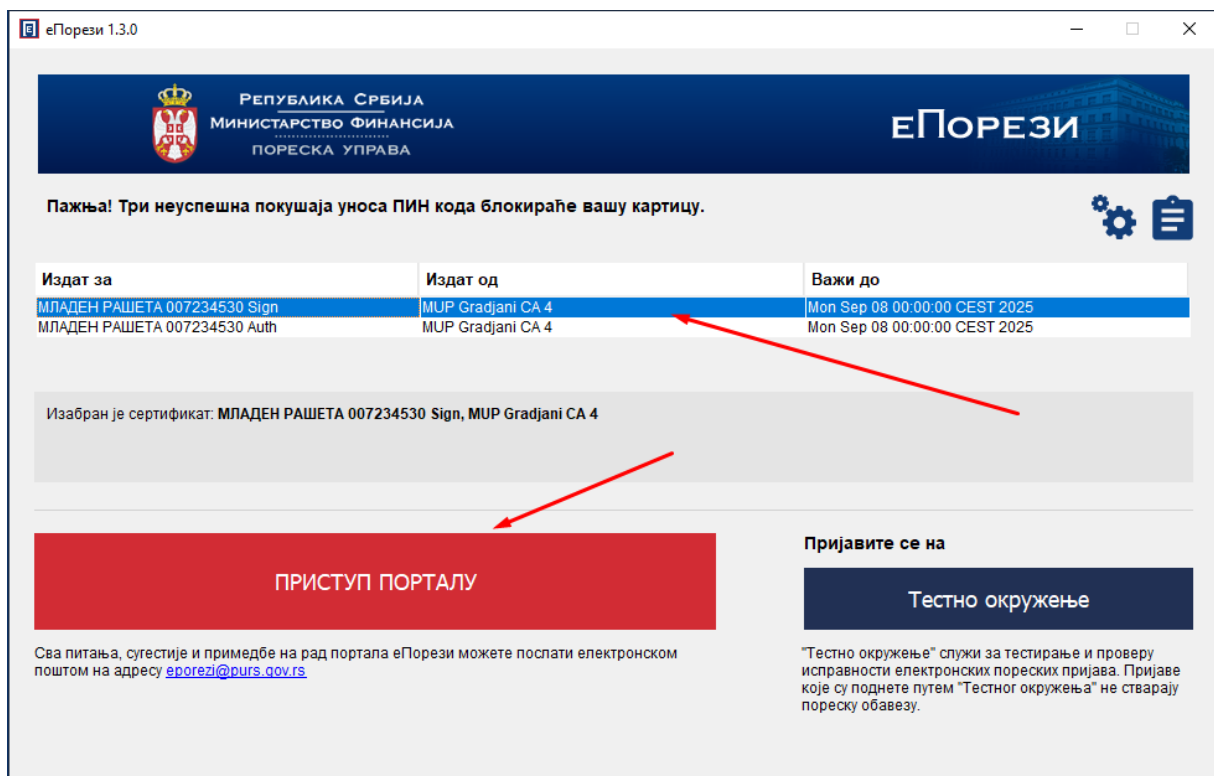 еПорези 1.3.0
Република Србија
Министарство Финансија
ПОРЕСКА УПРАВА
еПорези
Пажња! Три неуспешна покушаја уноса ПИН кода блокираће вашу картицу.
Издат за Издат од Важи до
МЛАДЕН РАШЕТА 007234530 Sign MUP Gradjani CA 4 Mon Sep 08 00:00:00 CEST 2025
МЛАДЕН РАШЕТА 007234530 Auth MUP Gradjani CA 4 Mon Sep 08 00:00:00 CEST 2025
Изабран је сертификат: МЛАДЕН РАШЕТА 007234530 Sign, MUP Gradjani CA 4
ПРИСТУП ПОРТАЛУ
Сва питања, сугестије и примедбе на рад портала еПорези можете послати електронском
поштом на адресу eporezi@purs.gov.rs
Пријавите се на
Тестно окружење
"Тестно окружење" служи за тестирање и проверу
исправности електронских пореских пријава. Пријаве
које су поднете путем "Тестног окружења" не стварају
пореску обавезу.